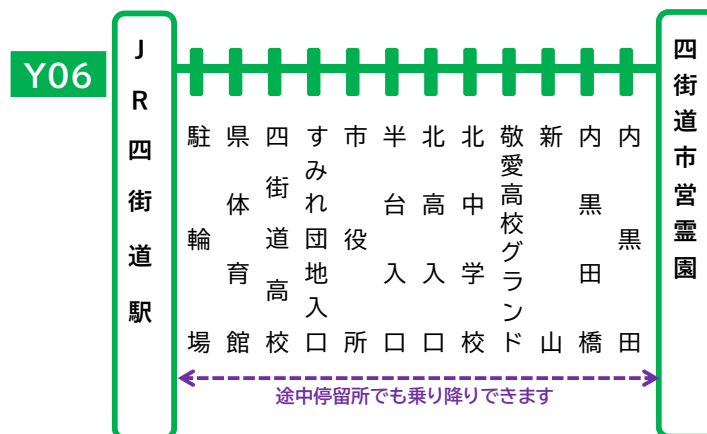 Y06
JR四街道駅
駐輪場
県体育館
四街道高校
すみれ団地入口
市役所
半台入口
北高入口
北中学校
敬愛高校グランド
新山
内黒田橋
内黒田
四街道市営霊園
途中停留所でも乗り降りできます